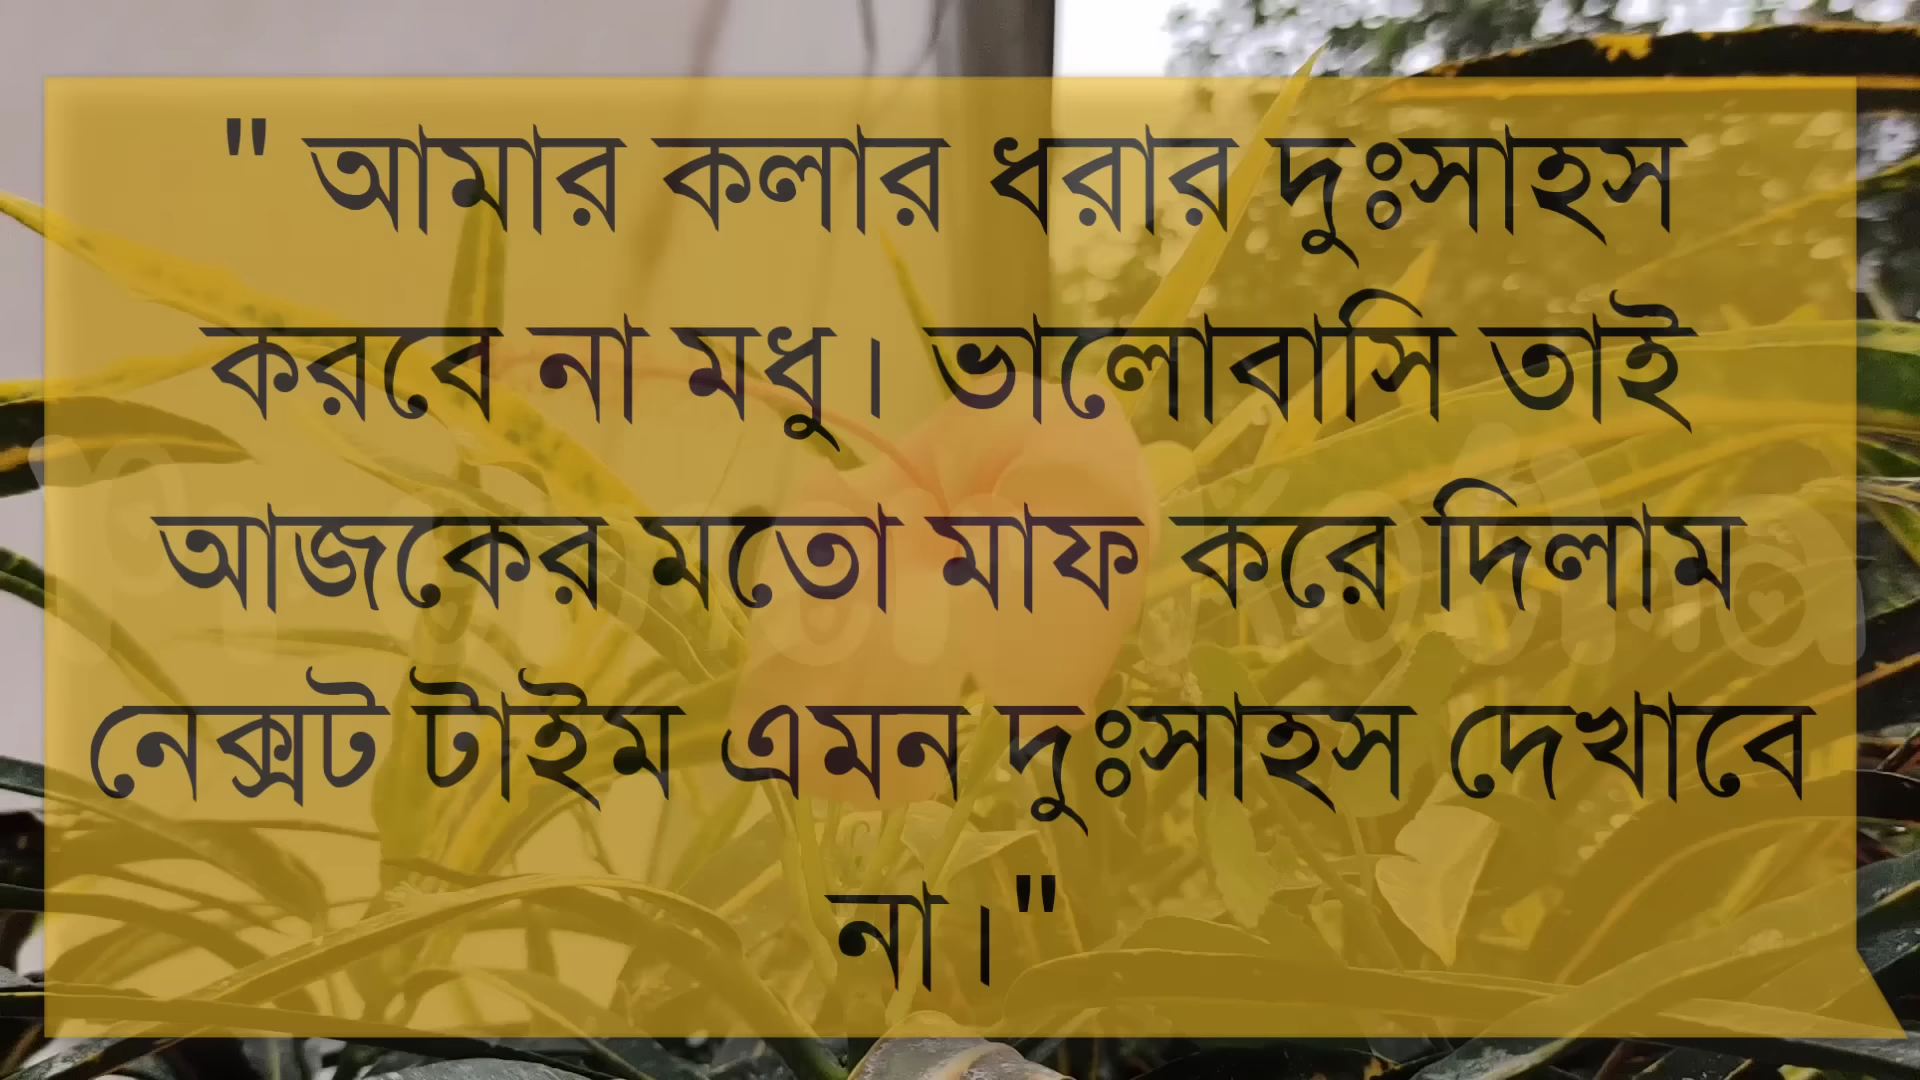 " আমার কলার ধরার দুঃসাহস
করবে না মধু। ভালোবাসি তাই
আজকের মতো মাফ করে দিলাম
নেক্সট টাইম এমন দুঃসাহস দেখাবে
না।"